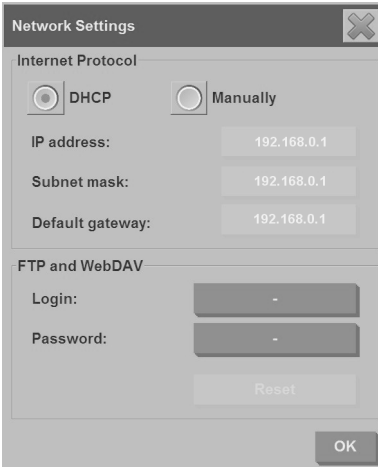 Network Settings
Internet Protocol
DHCP Manually
IP address: 192.168.0.1
Subnet mask: 192.168.0.1
Default gateway: 192.168.0.1
FTP and WebDAV
Login: -
Password: -
Reset
OK